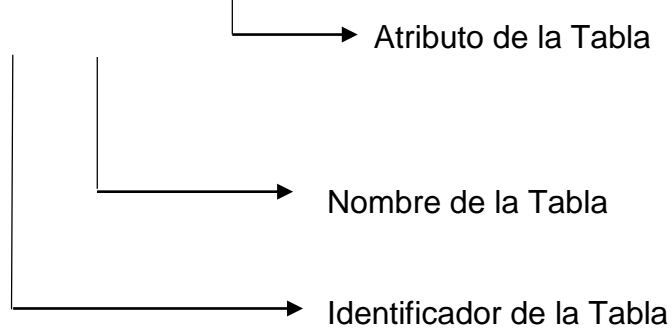 Atributo de la Tabla
Nombre de la Tabla
Identificador de la Tabla